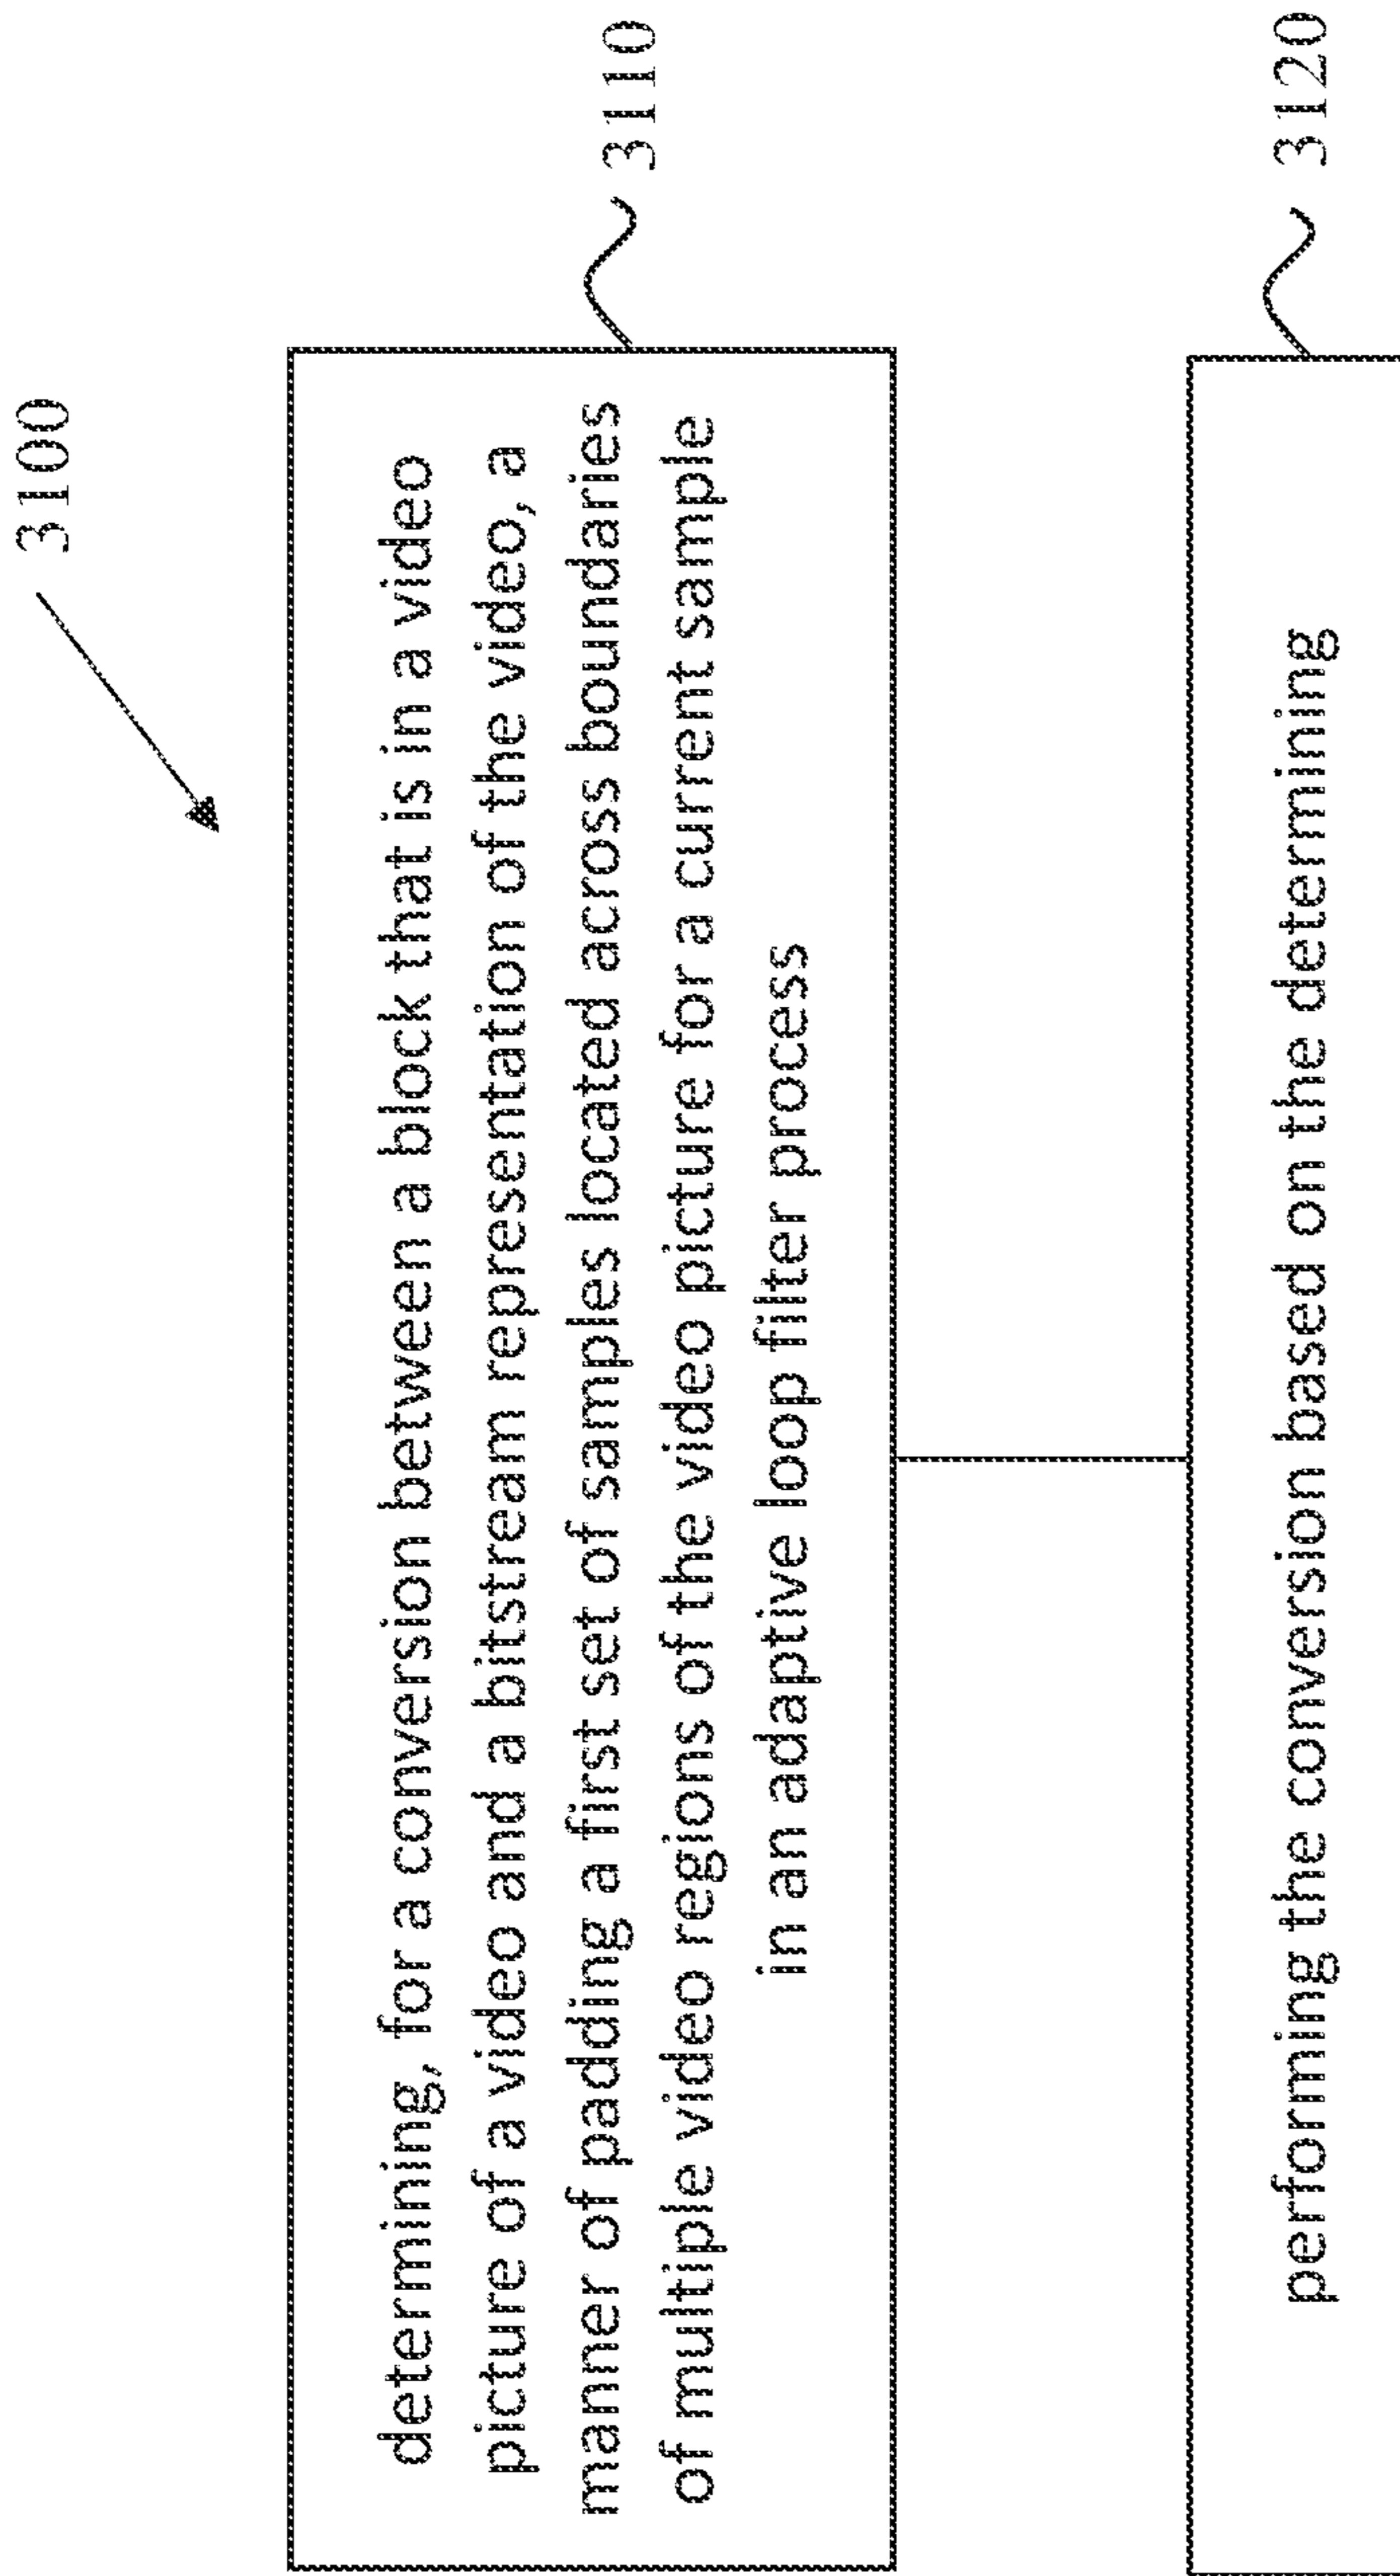 3100
determining, for a conversion between a block that is in a video
picture of a video and a bitstream representation of the video, a
manner of padding a first set of samples located across boundaries
of multiple video regions of the video picture for a current sample
in an adaptive loop filter process
3110
performing the conversion based on the determining
3120